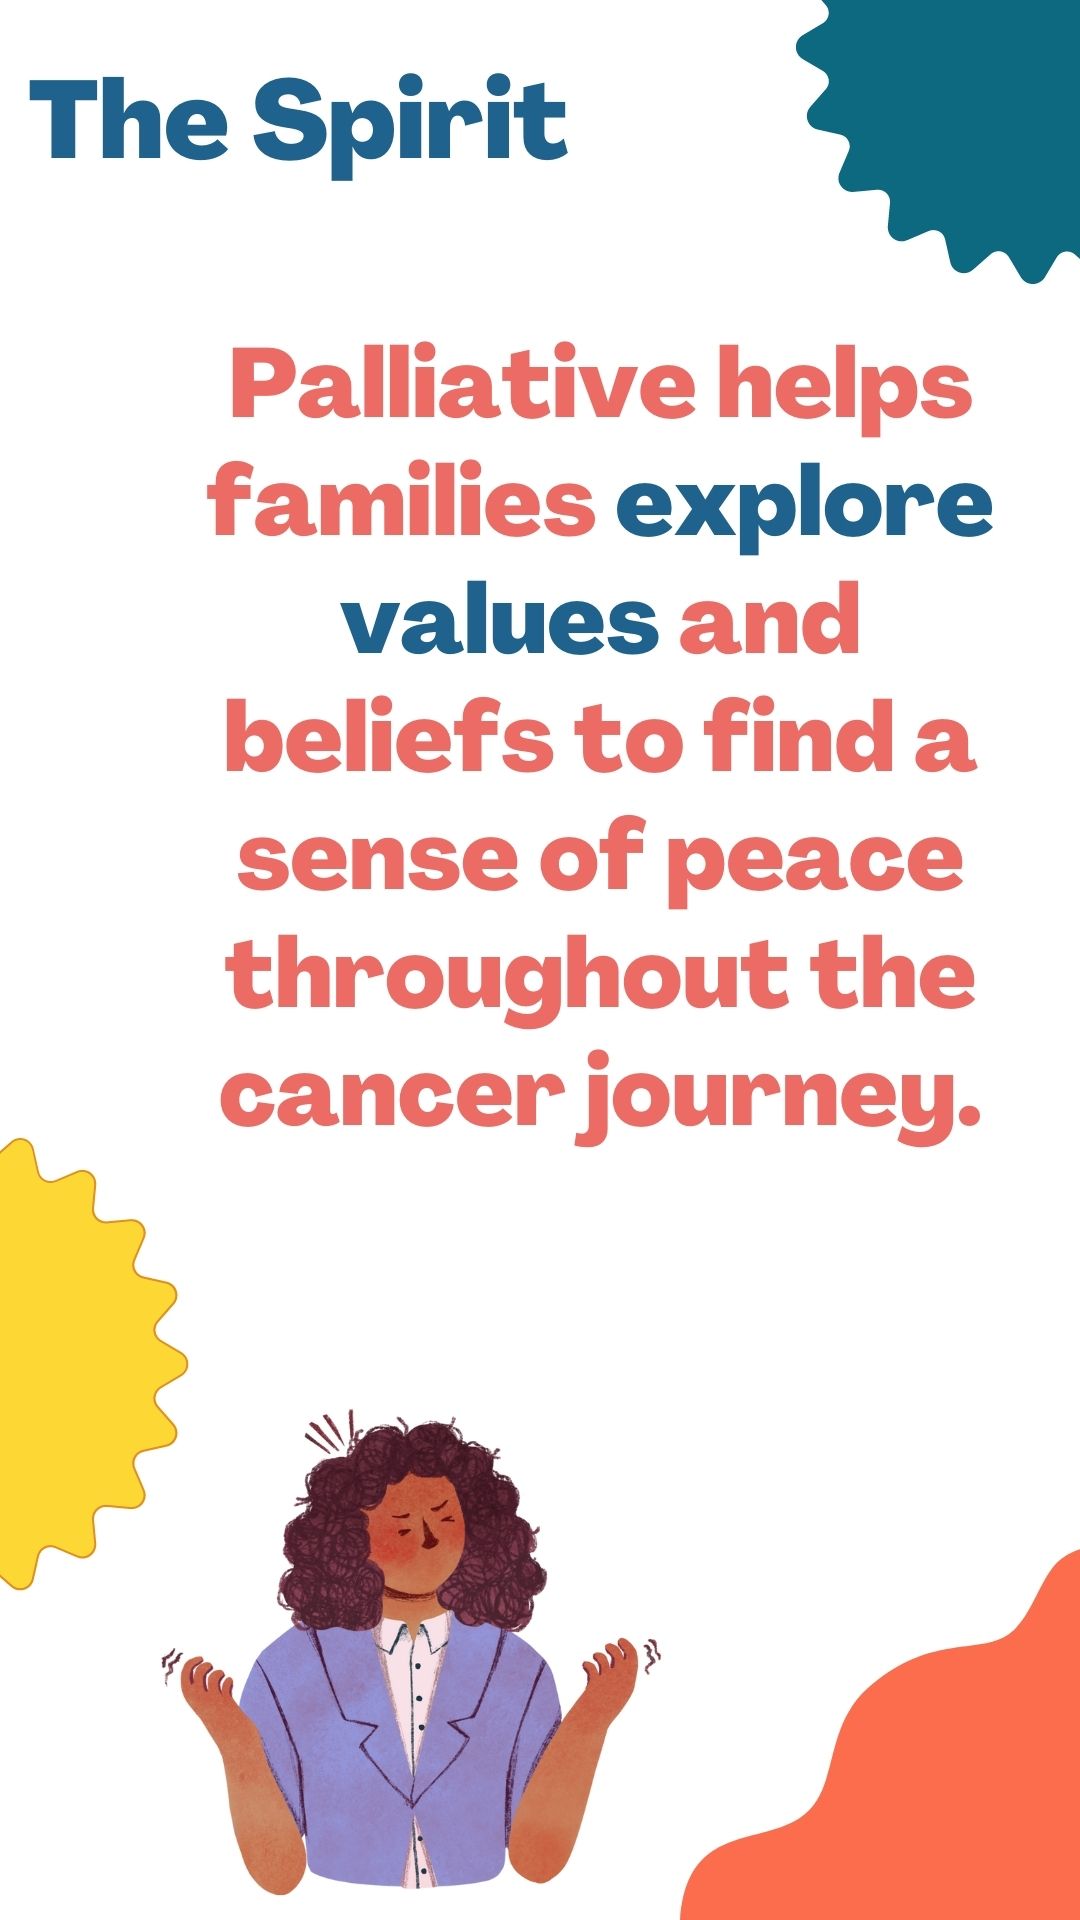 The Spirit
Palliative helps
families explore
values and
beliefs to find a
sense of peace
throughout the
cancer journey.